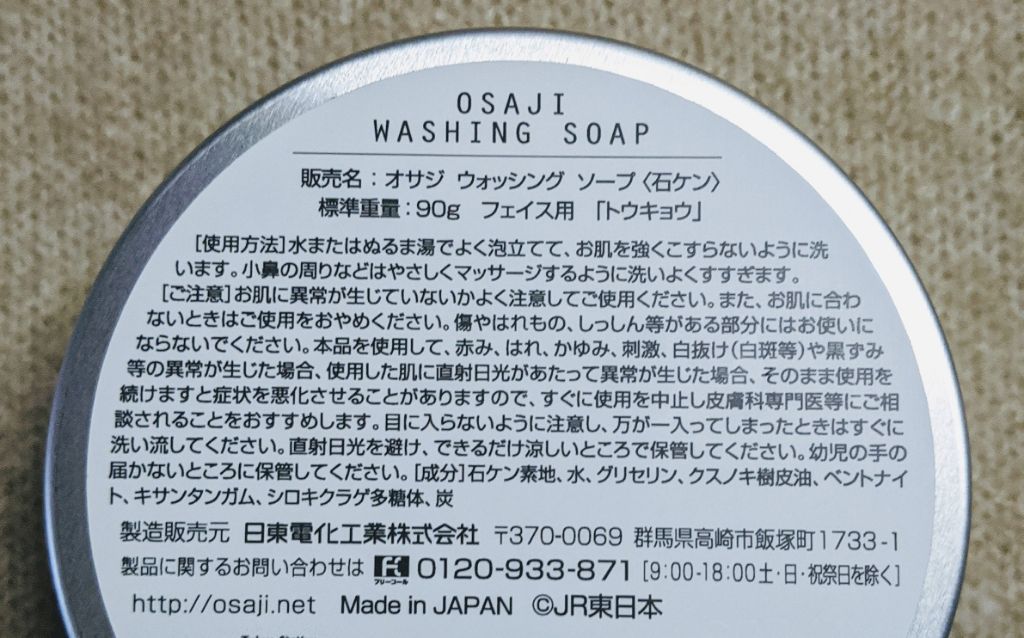 OSAJI
WASHING SOAP
販売名：オサジ ウォッシング ソープ〈石ケン〉
標準重量：90g フェイス用 「トウキョウ」
［使用方法］水またはぬるま湯でよく泡立てて、お肌を強くこすらないように洗
います。小鼻の周りなどはやさしくマッサージするように洗いよくすすぎます。
［ご注意］お肌に異常が生じていないかよく注意してご使用ください。また、お肌に合わ
ないときはご使用をおやめください。傷やはれもの、しっしん等がある部分にはお使いに
ならないでください。本品を使用して、赤み、はれ、かゆみ、刺激、白抜け（白斑等）や黒ずみ
等の異常が生じた場合、使用した肌に直射日光があたって異常が生じた場合、そのまま使用を
続けますと症状を悪化させることがありますので、すぐに使用を中止し皮膚科専門医等にご相
談されることをおすすめします。目に入らないように注意し、万が一入ってしまったときはすぐに
洗い流してください。直射日光を避け、できるだけ涼しいところで保管してください。幼児の手の
届かないところに保管してください。［成分］石ケン素地、水、グリセリン、クスノキ樹皮油、ベントナイ
ト、キサンタンガム、シロキクラゲ多糖体、炭
製造販売元 日東電化工業株式会社 〒370-0069 群馬県高崎市飯塚町1733-1
製品に関するお問い合わせは フリーコール 0120-933-871［9:00-18:00土・日・祝祭日を除く］
http://osaji.net Made in JAPAN ©JR東日本